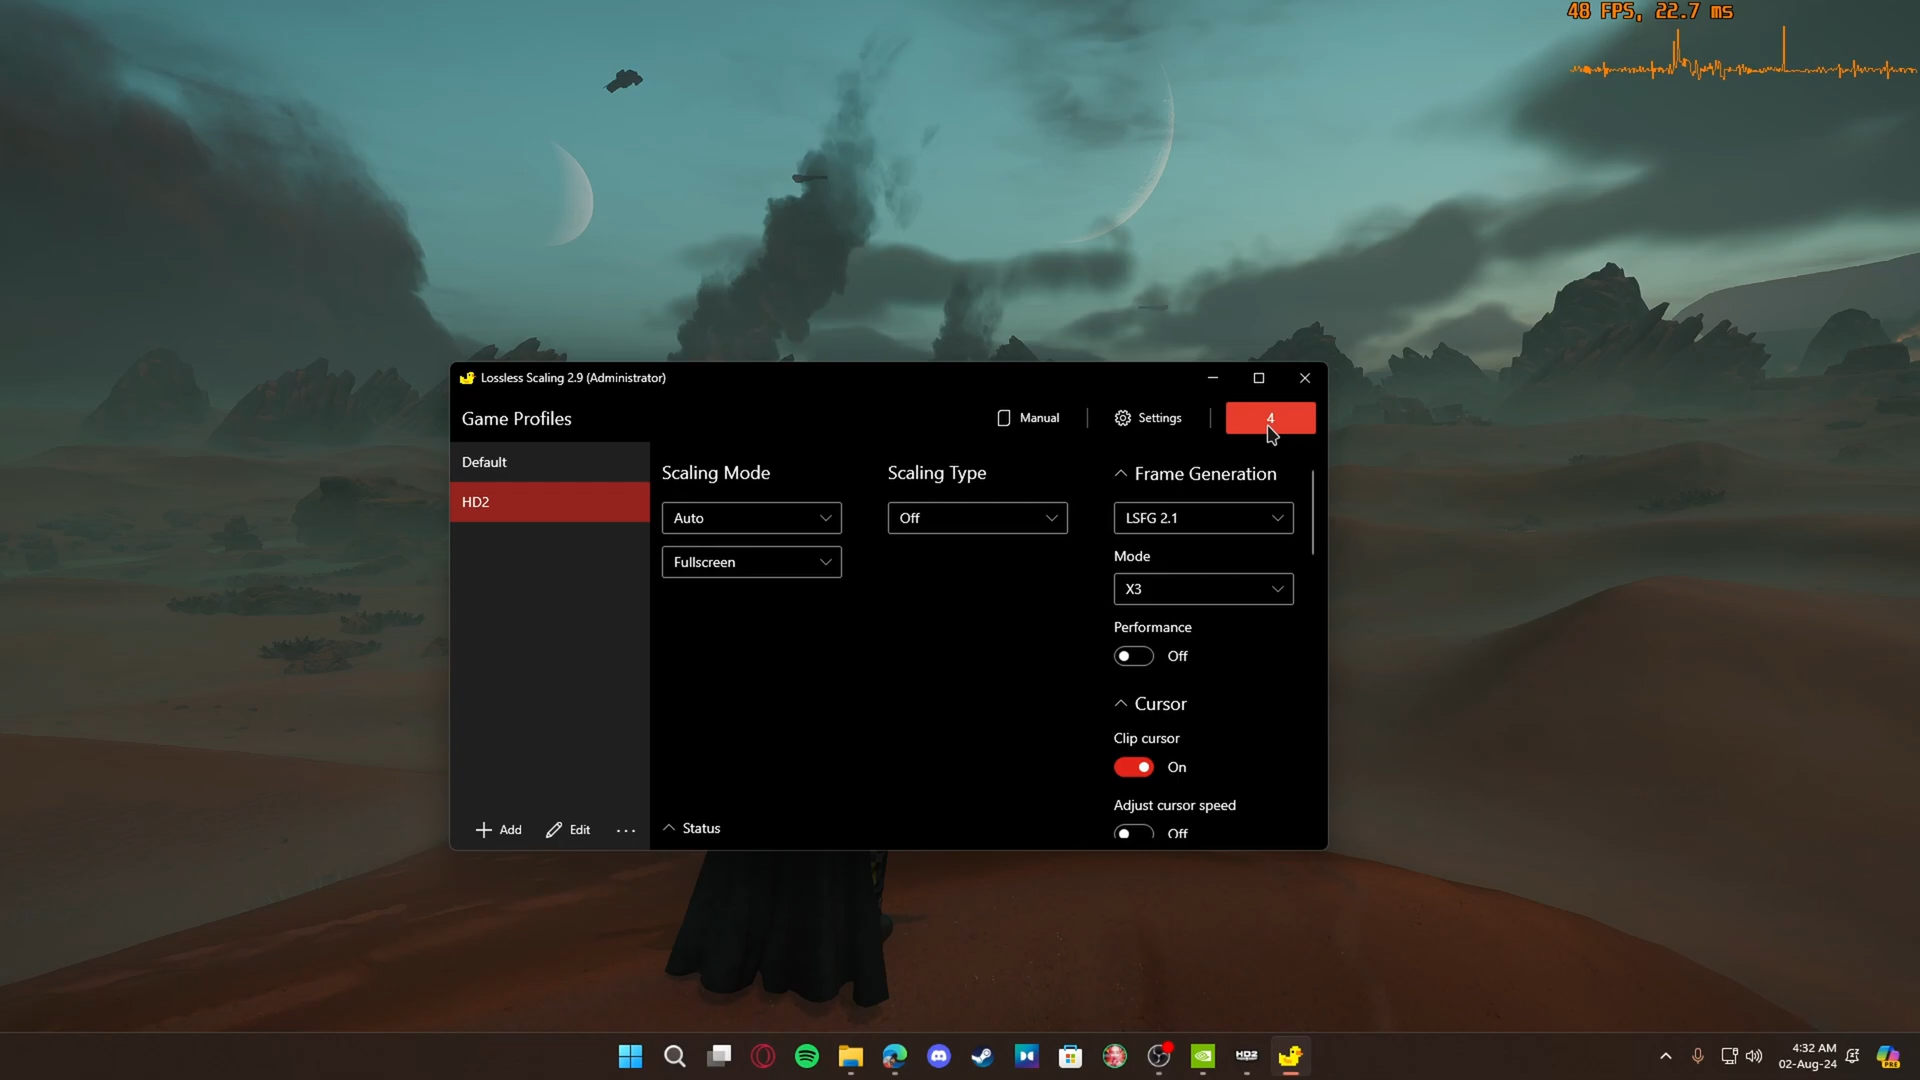 48 FPS, 22.7 ms
Lossless Scaling 2.9 (Administrator)
Game Profiles
Manual
Settings
4
Default
HD2
Scaling Mode
Auto
Fullscreen
Scaling Type
Off
Frame Generation
LSFG 2.1
Mode
X3
Performance
Off
Cursor
Clip cursor
On
Adjust cursor speed
Off
Add
Edit
Status
HD2
4:32 AM
02-Aug-24
PRE